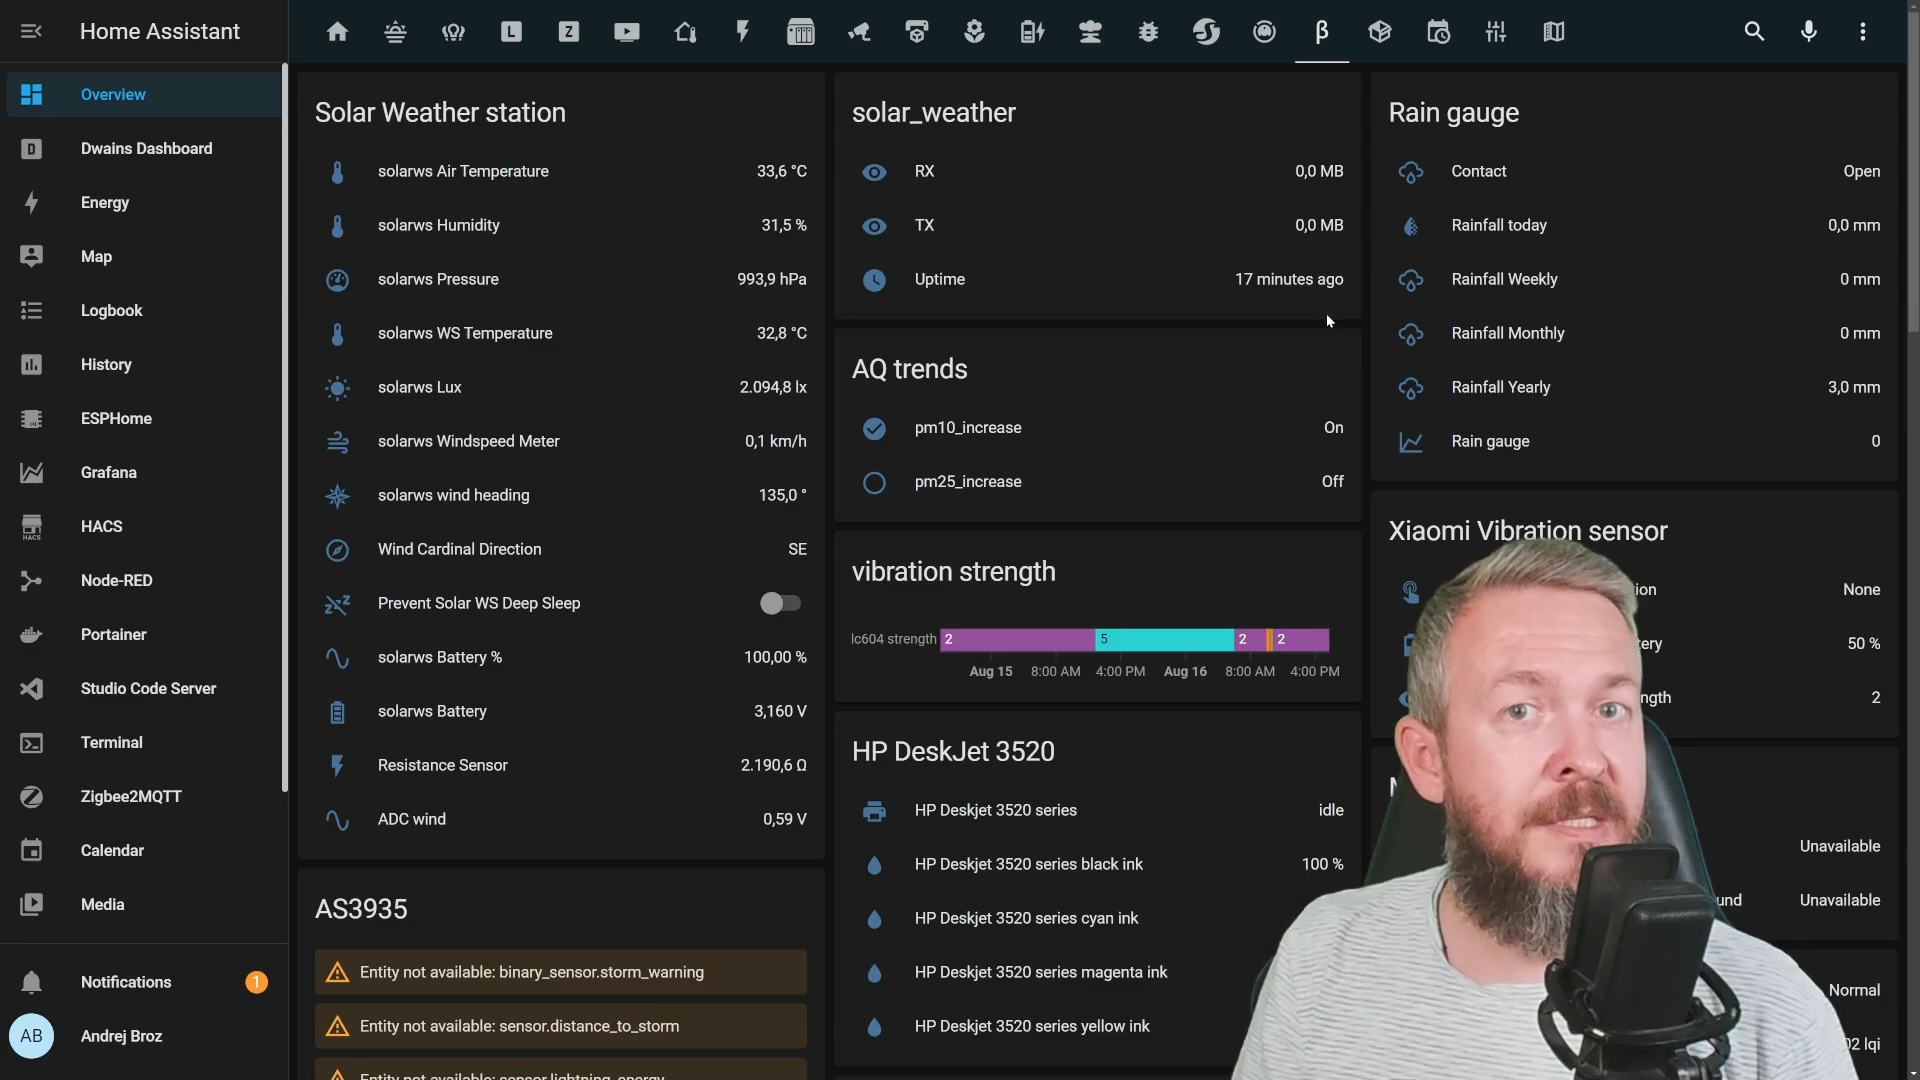 Home Assistant
L
Z
β
Overview
D
Dwains Dashboard
Energy
Map
Logbook
History
ESPHome
Grafana
HACS
HACS
Node-RED
Portainer
Studio Code Server
Terminal
Zigbee2MQTT
Calendar
Media
Notifications
1
AB
Andrej Broz
Solar Weather station
solarws Air Temperature 33,6 °C
solarws Humidity 31,5 %
solarws Pressure 993,9 hPa
solarws WS Temperature 32,8 °C
solarws Lux 2.094,8 lx
solarws Windspeed Meter 0,1 km/h
solarws wind heading 135,0 °
Wind Cardinal Direction SE
Prevent Solar WS Deep Sleep
solarws Battery % 100,00 %
solarws Battery 3,160 V
Resistance Sensor 2.190,6 Ω
ADC wind 0,59 V
AS3935
Entity not available: binary_sensor.storm_warning
Entity not available: sensor.distance_to_storm
Entity not available: sensor.lightning_energy
solar_weather
RX 0,0 MB
TX 0,0 MB
Uptime 17 minutes ago
AQ trends
pm10_increase On
pm25_increase Off
vibration strength
lc604 strength 2 5 2 2
Aug 15 8:00 AM 4:00 PM Aug 16 8:00 AM 4:00 PM
HP DeskJet 3520
HP Deskjet 3520 series idle
HP Deskjet 3520 series black ink 100 %
HP Deskjet 3520 series cyan ink
HP Deskjet 3520 series magenta ink
HP Deskjet 3520 series yellow ink
Rain gauge
Contact Open
Rainfall today 0,0 mm
Rainfall Weekly 0 mm
Rainfall Monthly 0 mm
Rainfall Yearly 3,0 mm
Rain gauge 0
Xiaomi Vibration sensor
None
50 %
2
Unavailable
Unavailable
Normal
lqi